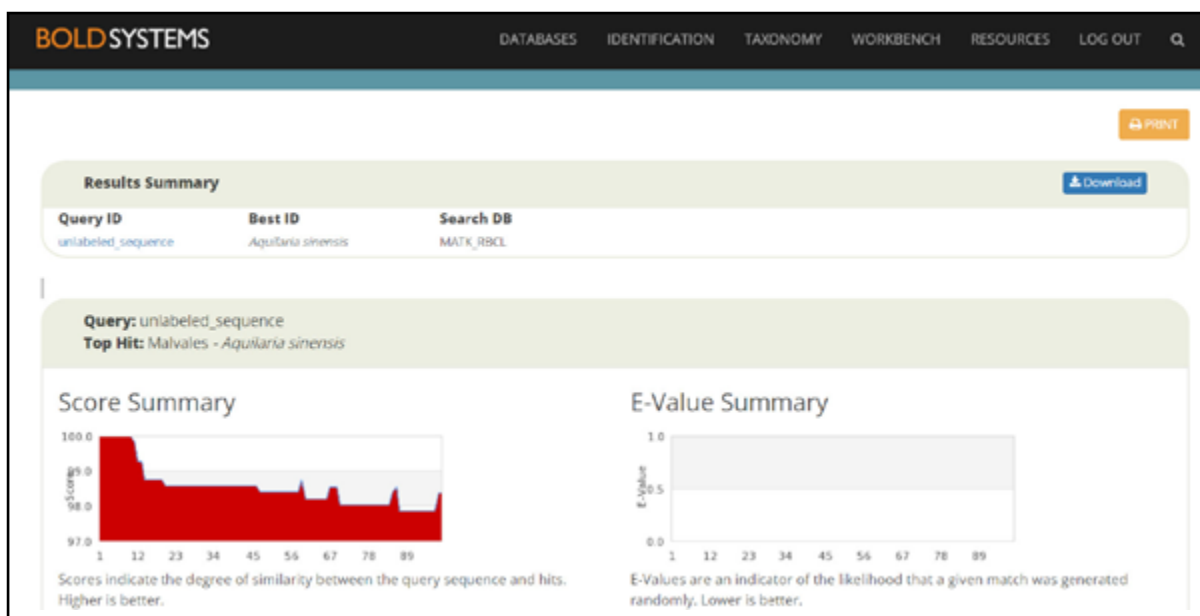 BOLDSYSTEMS DATABASES IDENTIFICATION TAXONOMY WORKBENCH RESOURCES LOG OUT
PRINT
Results Summary Download
Query ID Best ID Search DB
unlabeled_sequence Aquilaria sinensis MATK_RBCL
Query: unlabeled_sequence
Top Hit: Malvales - Aquilaria sinensis
Score Summary
100.0
99.0
Score
98.0
97.0
1 12 23 34 45 56 67 78 89
Scores indicate the degree of similarity between the query sequence and hits.
Higher is better.
E-Value Summary
1.0
E-Value
0.5
0.0
1 12 23 34 45 56 67 78 89
E-Values are an indicator of the likelihood that a given match was generated
randomly. Lower is better.